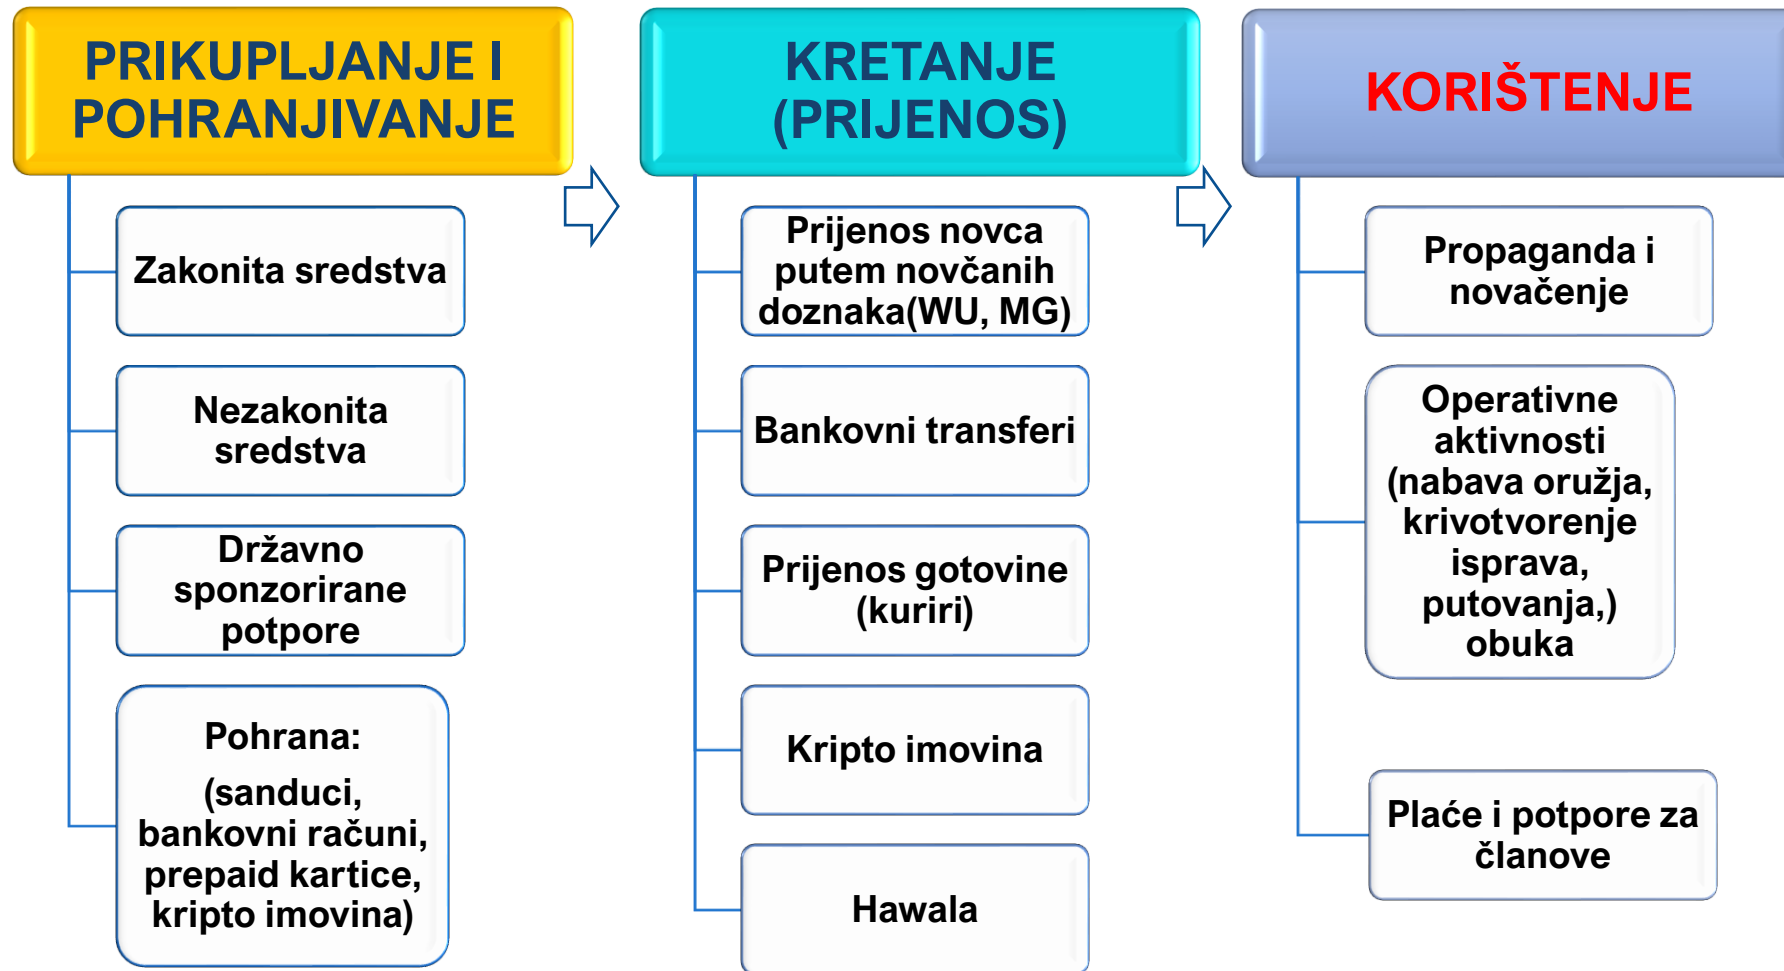 PRIKUPLJANJE I
POHRANJIVANJE
Zakonita sredstva
Nezakonita
sredstva
Državno
sponzorirane
potpore
Pohrana:
(sanduci,
bankovni računi,
prepaid kartice,
kripto imovina)
KRETANJE
(PRIJENOS)
Prijenos novca
putem novčanih
doznaka(WU, MG)
Bankovni transferi
Prijenos gotovine
(kuriri)
Kripto imovina
Hawala
KORIŠTENJE
Propaganda i
novačenje
Operativne
aktivnosti
(nabava oružja,
krivotvorenje
isprava,
putovanja,)
obuka
Plaće i potpore za
članove